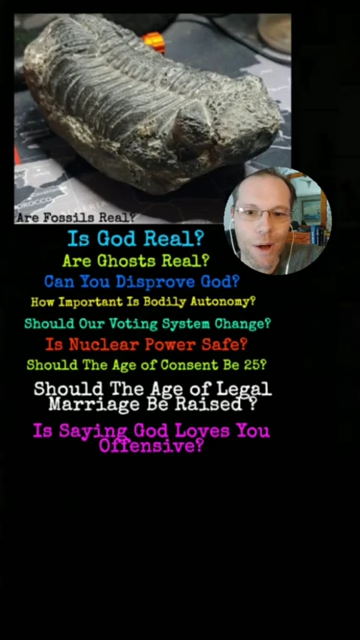 Are Fossils Real?
Is God Real?
Are Ghosts Real?
Can You Disprove God?
How Important Is Bodily Autonomy?
Should Our Voting System Change?
Is Nuclear Power Safe?
Should The Age of Consent Be 25?
Should The Age of Legal
Marriage Be Raised ?
Is Saying God Loves You
Offensive?